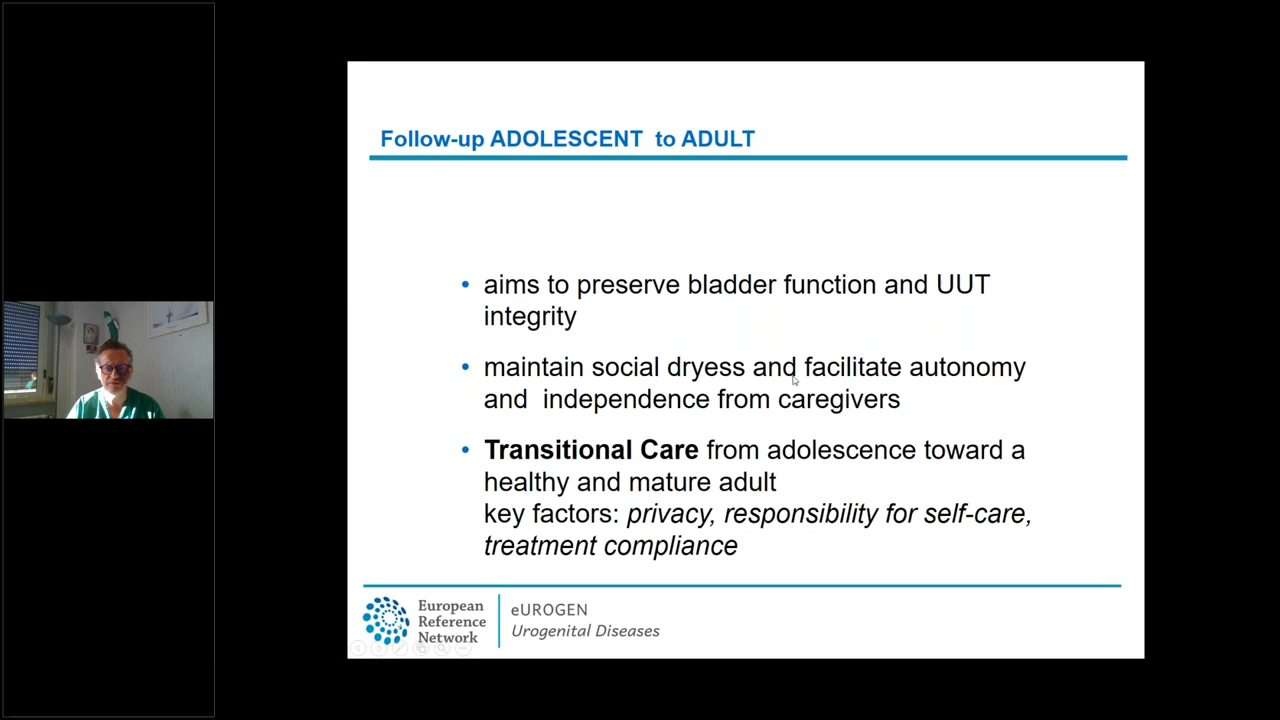 Follow-up ADOLESCENT to ADULT
• aims to preserve bladder function and UUT
integrity
• maintain social dryess and facilitate autonomy
and independence from caregivers
• Transitional Care from adolescence toward a
healthy and mature adult
key factors: privacy, responsibility for self-care,
treatment compliance
European
Reference
Network
eUROGEN
Urogenital Diseases